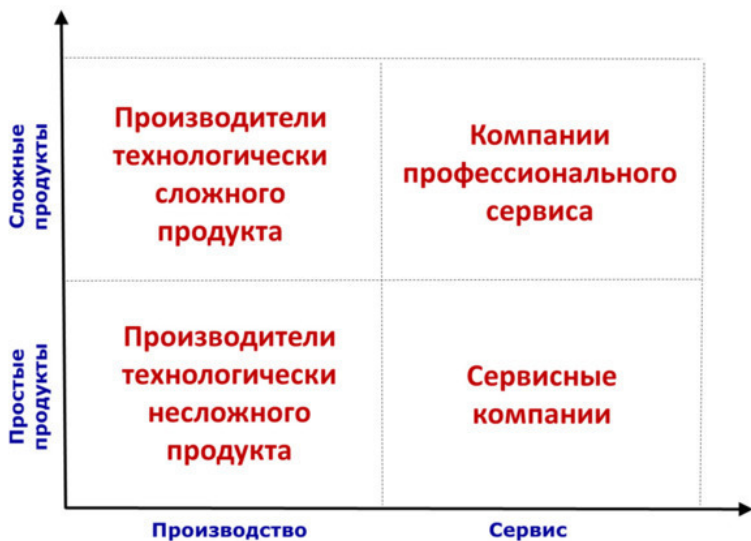 Сложные
продукты
Производители
технологически
сложного
продукта
Компании
профессионального
сервиса
Простые
продукты
Производители
технологически
несложного
продукта
Сервисные
компании
Производство
Сервис